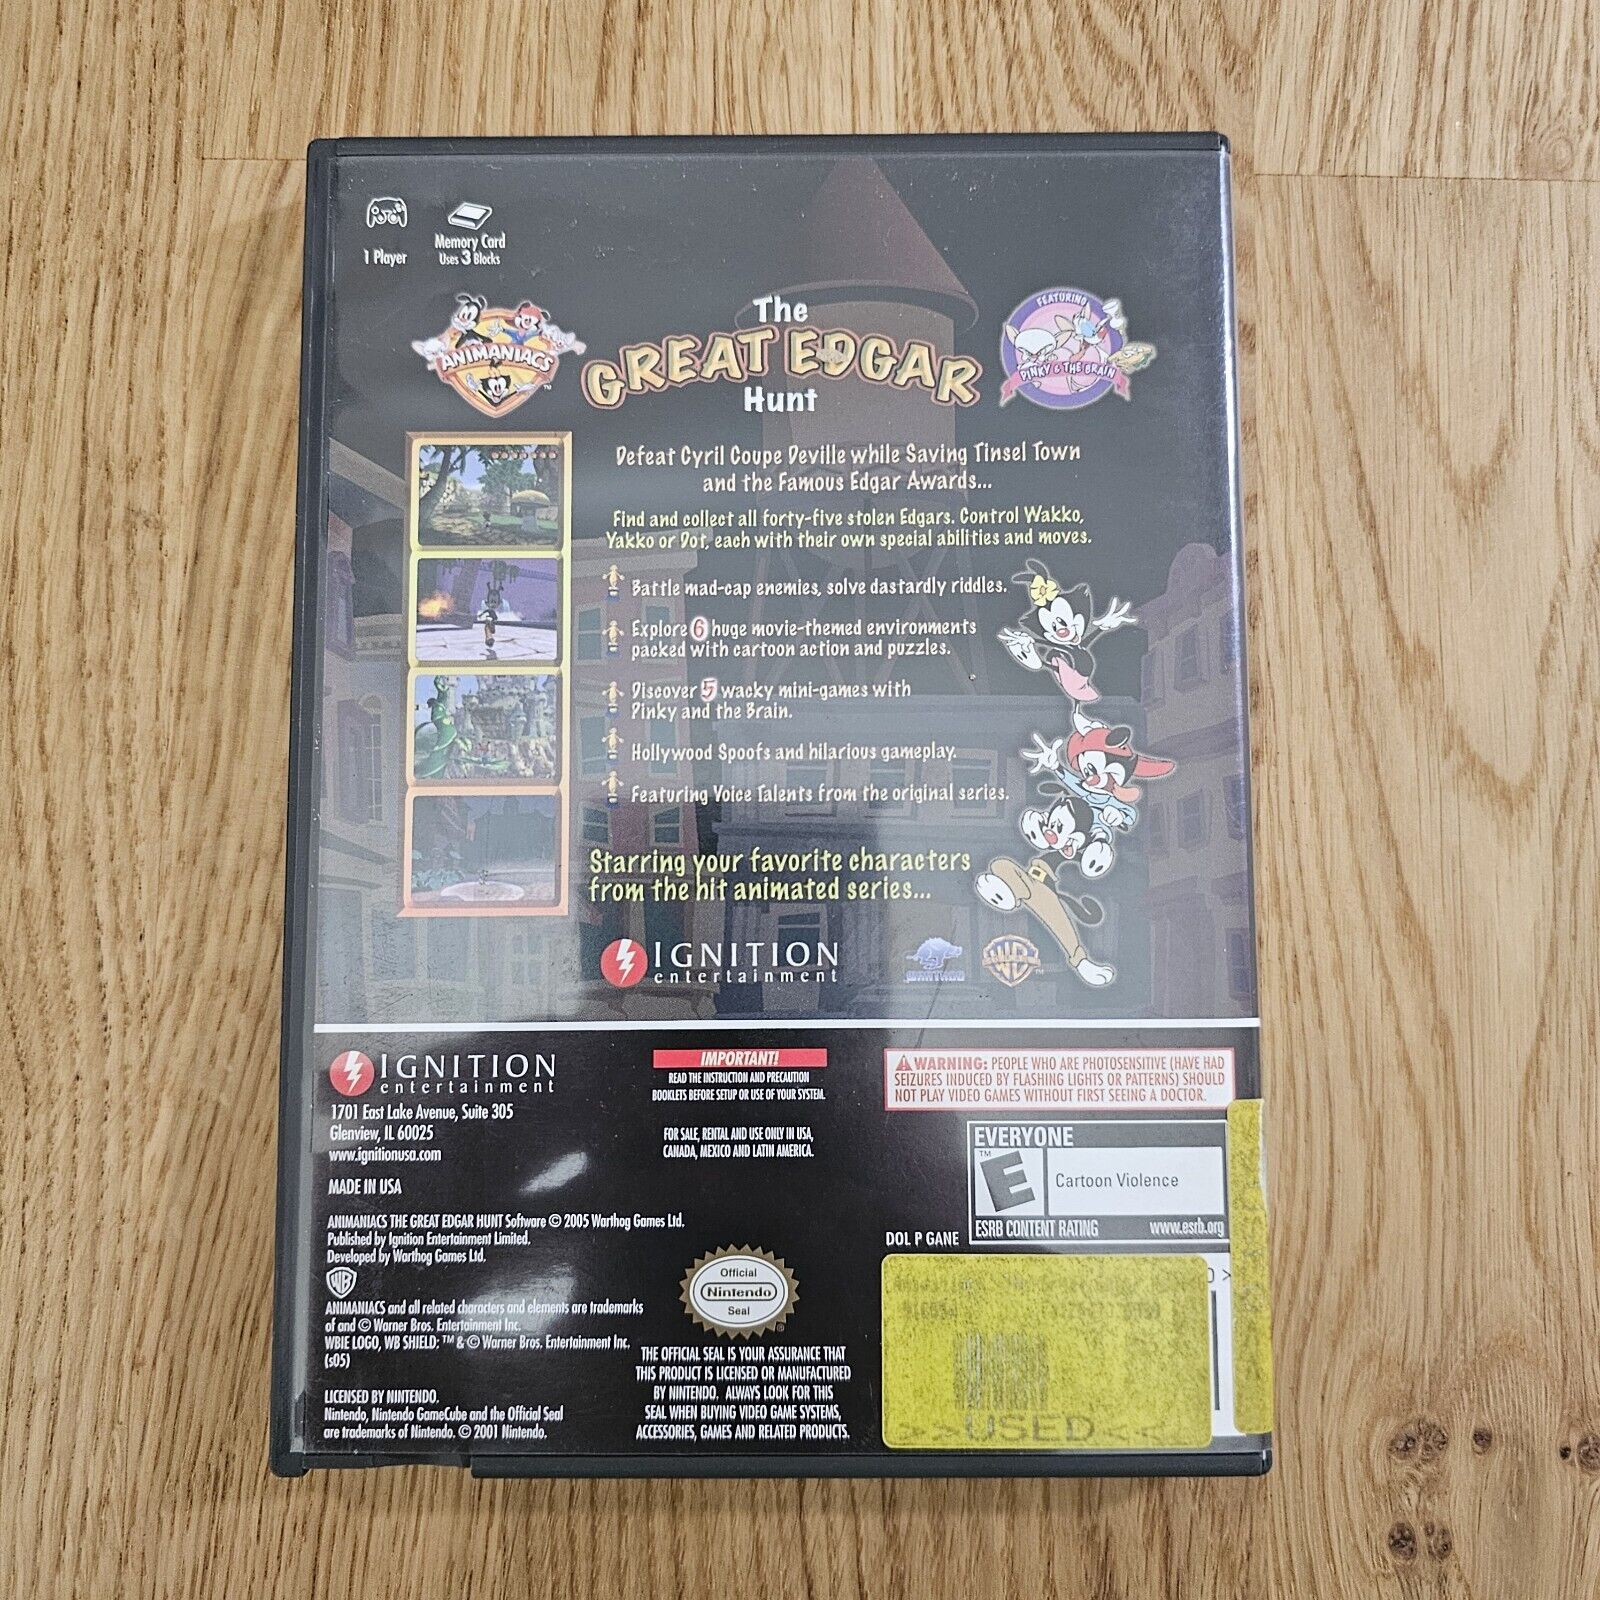 1 Player
Memory Card
Uses 3 Blocks
ANIMANIACS
TM
The
GREAT EDGAR
Hunt
FEATURING
PINKY & THE BRAIN
Defeat Cyril Coupe Deville while Saving Tinsel Town
and the Famous Edgar Awards...
Find and collect all forty-five stolen Edgars. Control Wakko,
Yakko or Dot, each with their own special abilities and moves.
Battle mad-cap enemies, solve dastardly riddles.
Explore 6 huge movie-themed environments
packed with cartoon action and puzzles.
Discover 5 wacky mini-games with
Pinky and the Brain.
Hollywood Spoofs and hilarious gameplay.
Featuring Voice Talents from the original series.
Starring your favorite characters
from the hit animated series...
IGNITION
entertainment
WARTHOG
WB
TM
IGNITION
entertainment
1701 East Lake Avenue, Suite 305
Glenview, IL 60025
www.ignitionusa.com
MADE IN USA
IMPORTANT!
READ THE INSTRUCTION AND PRECAUTION
BOOKLETS BEFORE SETUP OR USE OF YOUR SYSTEM.
FOR SALE, RENTAL AND USE ONLY IN USA,
CANADA, MEXICO AND LATIN AMERICA.
WARNING: PEOPLE WHO ARE PHOTOSENSITIVE (HAVE HAD
SEIZURES INDUCED BY FLASHING LIGHTS OR PATTERNS) SHOULD
NOT PLAY VIDEO GAMES WITHOUT FIRST SEEING A DOCTOR.
EVERYONE
TM
E
Cartoon Violence
ESRB CONTENT RATING www.esrb.org
DOL P GANE
ANIMANIACS THE GREAT EDGAR HUNT Software © 2005 Warthog Games Ltd.
Published by Ignition Entertainment Limited.
Developed by Warthog Games Ltd.
WB
ANIMANIACS and all related characters and elements are trademarks
of and © Warner Bros. Entertainment Inc.
WBIE LOGO, WB SHIELD: ™ & © Warner Bros. Entertainment Inc.
(s05)
LICENSED BY NINTENDO.
Nintendo, Nintendo GameCube and the Official Seal
are trademarks of Nintendo. © 2001 Nintendo.
Official
Nintendo
Seal
®
THE OFFICIAL SEAL IS YOUR ASSURANCE THAT
THIS PRODUCT IS LICENSED OR MANUFACTURED
BY NINTENDO. ALWAYS LOOK FOR THIS
SEAL WHEN BUYING VIDEO GAME SYSTEMS,
ACCESSORIES, GAMES AND RELATED PRODUCTS.
>>USED<<